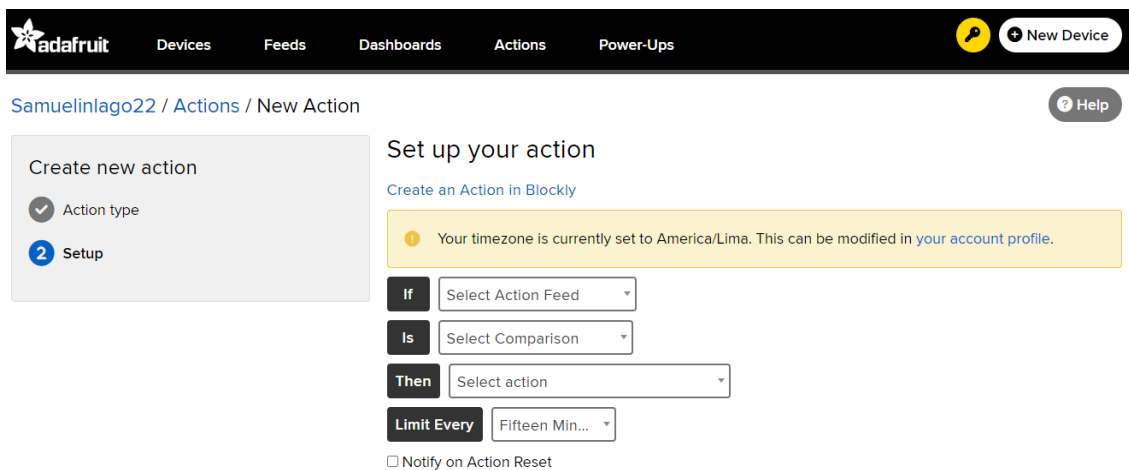 adafruit Devices Feeds Dashboards Actions Power-Ups New Device
Samuelinlago22 / Actions / New Action
? Help
Create new action
Action type
2 Setup
Set up your action
Create an Action in Blockly
! Your timezone is currently set to America/Lima. This can be modified in your account profile.
If Select Action Feed
Is Select Comparison
Then Select action
Limit Every Fifteen Min...
Notify on Action Reset